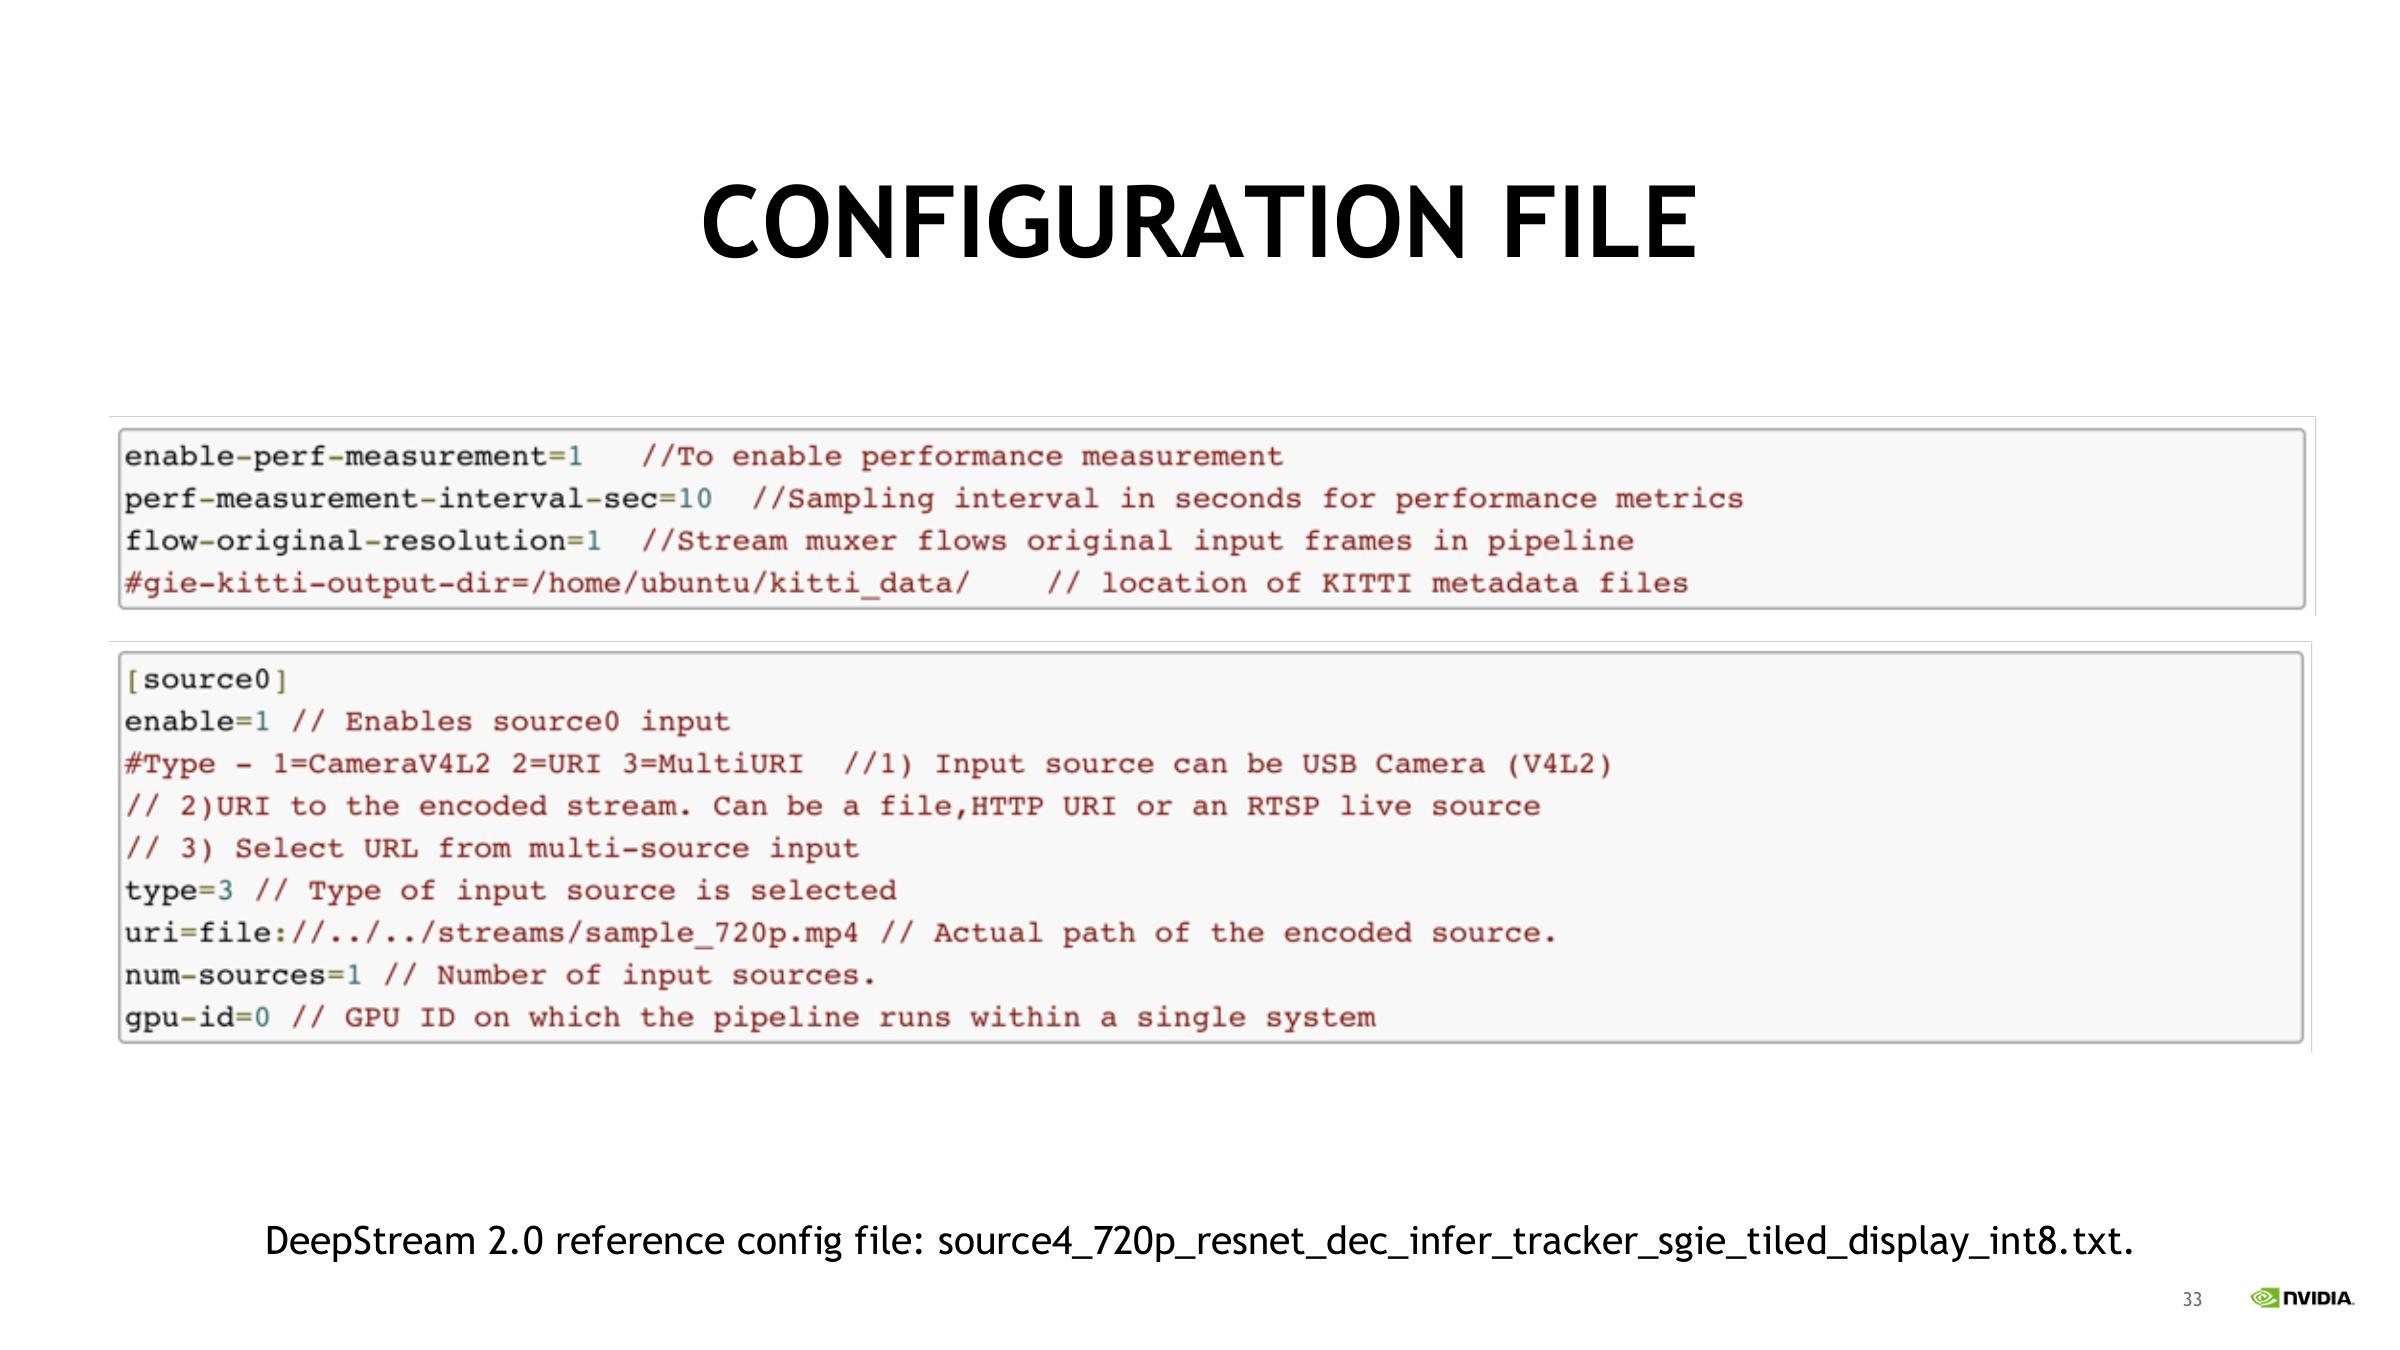 CONFIGURATION FILE
enable-perf-measurement=1   //To enable performance measurement
perf-measurement-interval-sec=10  //Sampling interval in seconds for performance metrics
flow-original-resolution=1  //Stream muxer flows original input frames in pipeline
#gie-kitti-output-dir=/home/ubuntu/kitti_data/    // location of KITTI metadata files
[source0]
enable=1 // Enables source0 input
#Type - 1=CameraV4L2 2=URI 3=MultiURI  //1) Input source can be USB Camera (V4L2)
// 2)URI to the encoded stream. Can be a file,HTTP URI or an RTSP live source
// 3) Select URL from multi-source input
type=3 // Type of input source is selected
uri=file://../../streams/sample_720p.mp4 // Actual path of the encoded source.
num-sources=1 // Number of input sources.
gpu-id=0 // GPU ID on which the pipeline runs within a single system
DeepStream 2.0 reference config file: source4_720p_resnet_dec_infer_tracker_sgie_tiled_display_int8.txt.
33
NVIDIA.